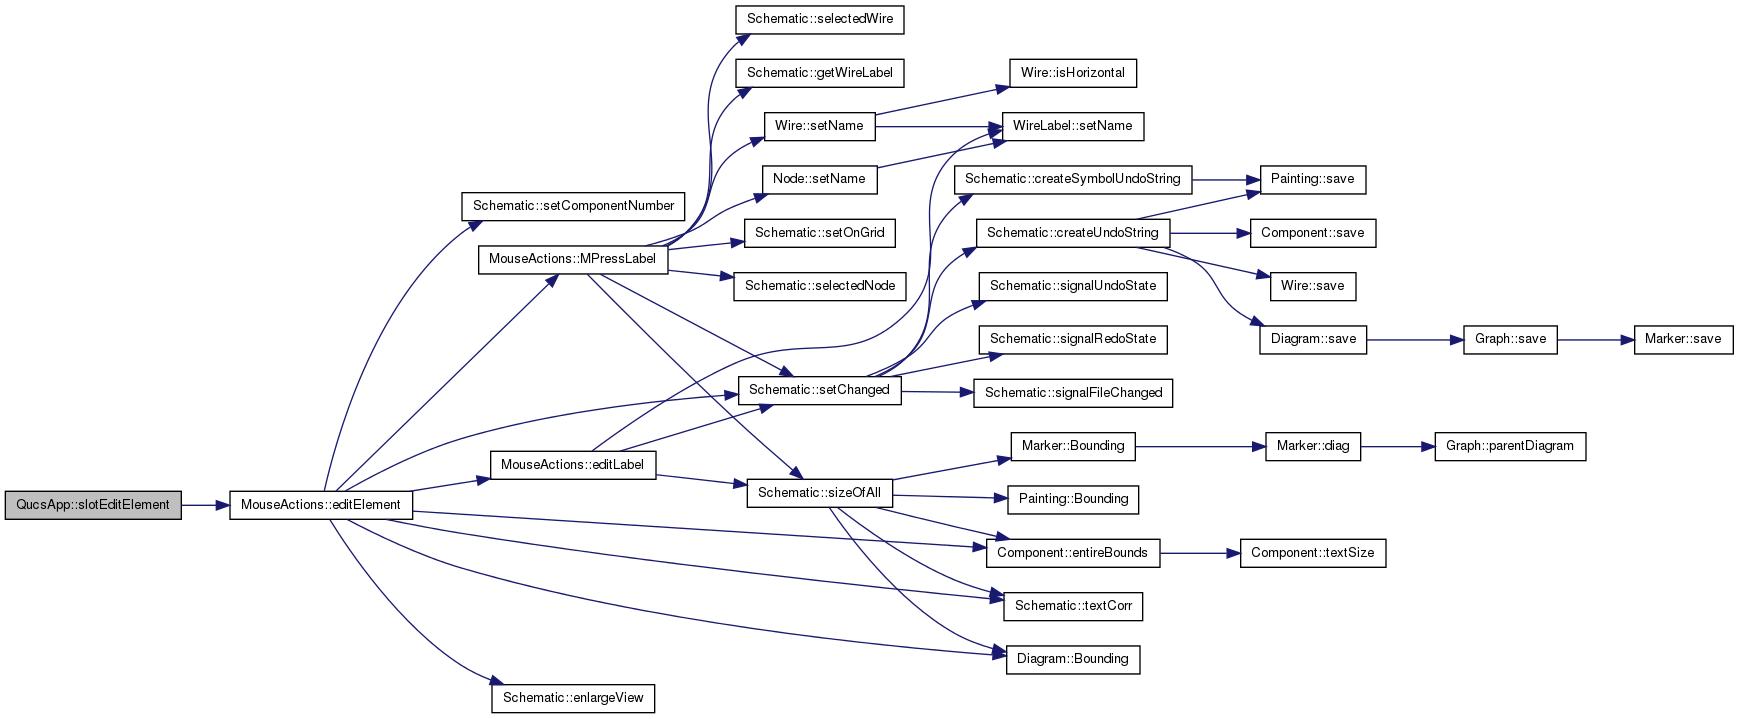 Schematic::selectedWire
Schematic::getWireLabel
Wire::isHorizontal
Wire::setName
WireLabel::setName
Node::setName
Schematic::createSymbolUndoString
Painting::save
Schematic::setComponentNumber
Schematic::setOnGrid
Schematic::createUndoString
Component::save
MouseActions::MPressLabel
Schematic::selectedNode
Schematic::signalUndoState
Wire::save
Schematic::signalRedoState
Diagram::save
Graph::save
Marker::save
Schematic::setChanged
Schematic::signalFileChanged
Marker::Bounding
Marker::diag
Graph::parentDiagram
MouseActions::editLabel
Schematic::sizeOfAll
Painting::Bounding
QucsApp::slotEditElement
MouseActions::editElement
Component::entireBounds
Component::textSize
Schematic::textCorr
Diagram::Bounding
Schematic::enlargeView